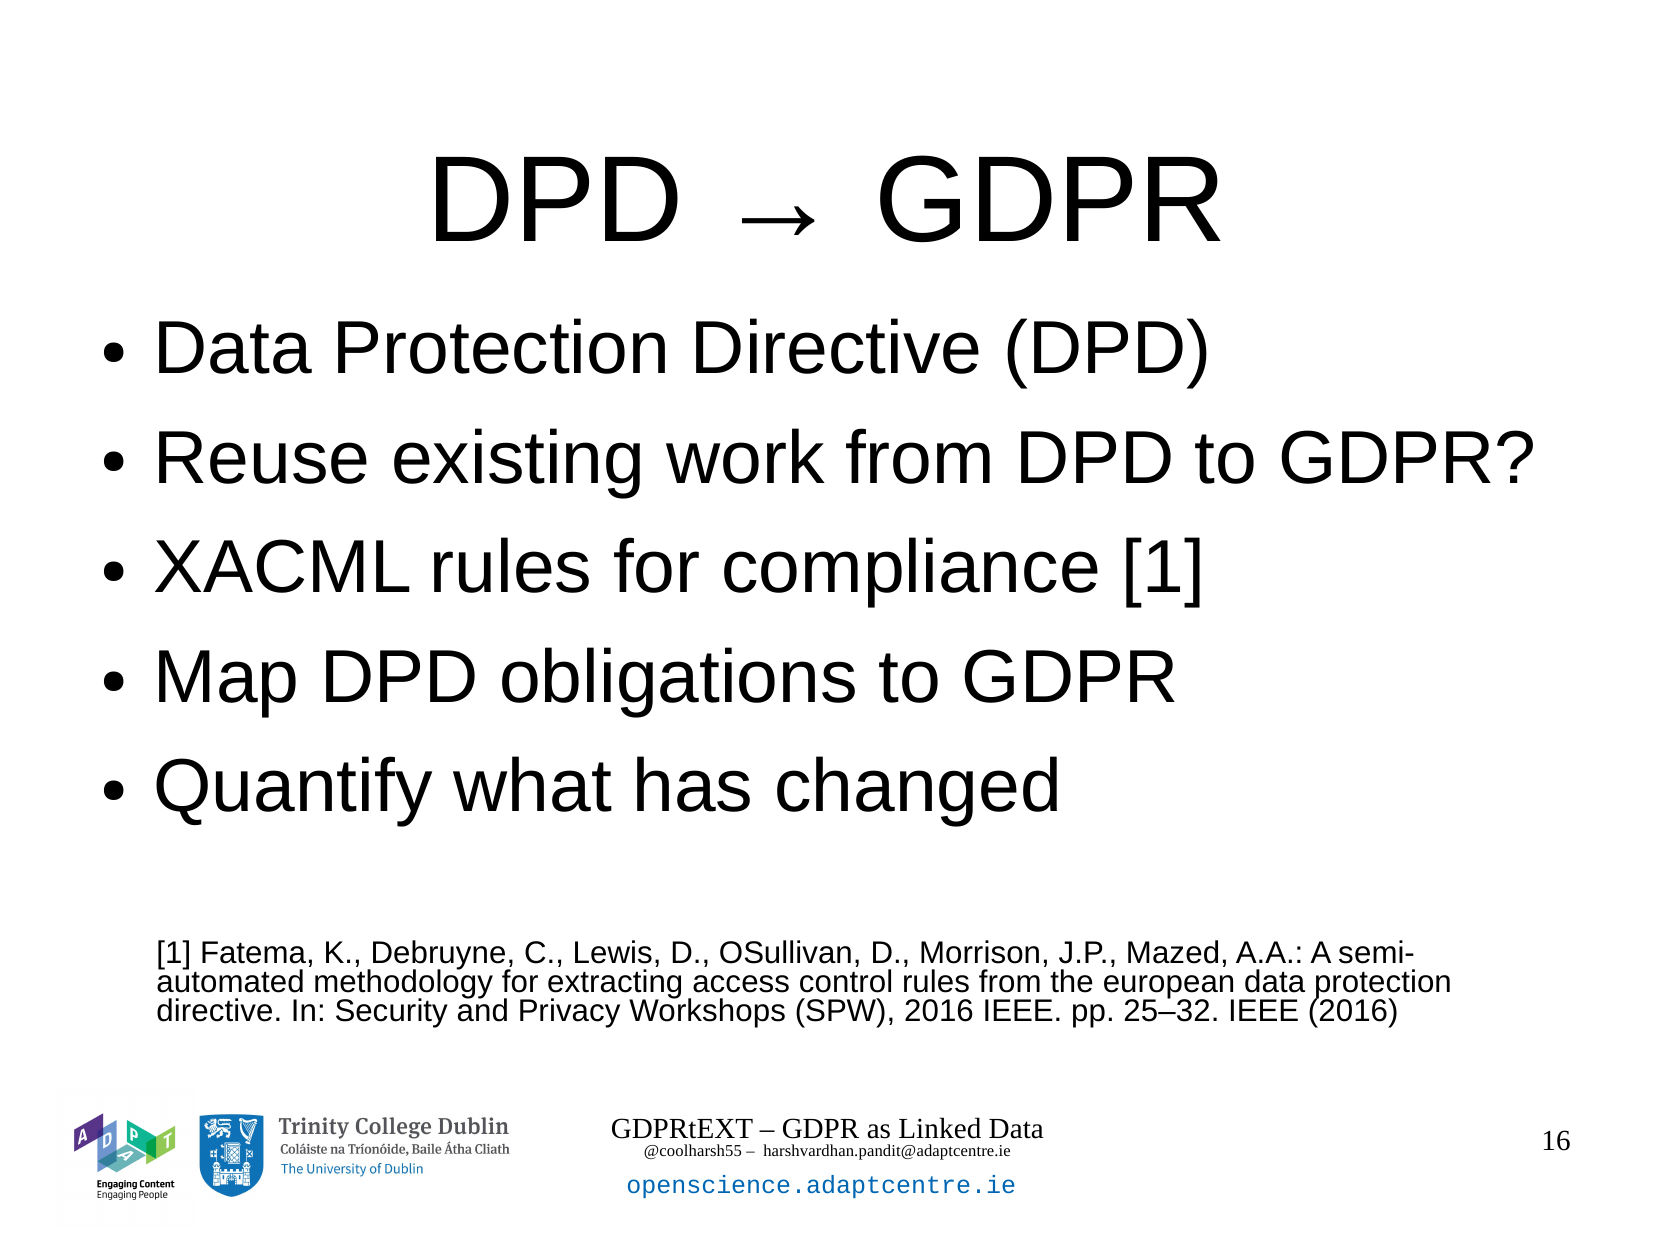 DPD → GDPR
● Data Protection Directive (DPD)
● Reuse existing work from DPD to GDPR?
● XACML rules for compliance [1]
● Map DPD obligations to GDPR
● Quantify what has changed
[1] Fatema, K., Debruyne, C., Lewis, D., OSullivan, D., Morrison, J.P., Mazed, A.A.: A semi-
automated methodology for extracting access control rules from the european data protection
directive. In: Security and Privacy Workshops (SPW), 2016 IEEE. pp. 25–32. IEEE (2016)
ADAPT
Engaging Content
Engaging People
Trinity College Dublin
Coláiste na Tríonóide, Baile Átha Cliath
The University of Dublin
GDPRtEXT – GDPR as Linked Data
@coolharsh55 – harshvardhan.pandit@adaptcentre.ie
openscience.adaptcentre.ie
16